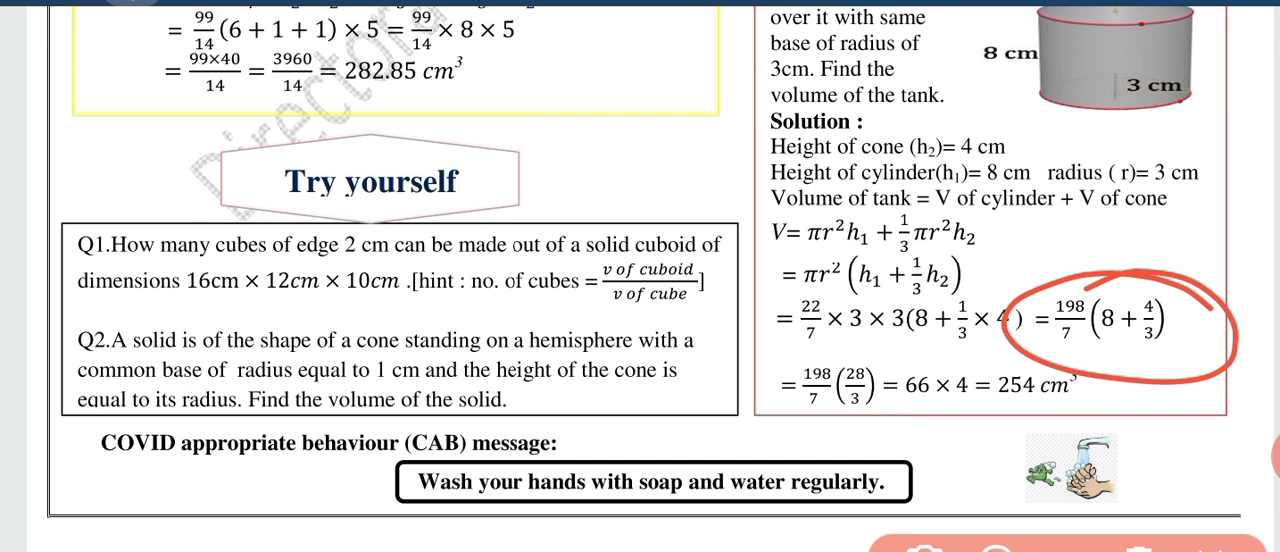 = 99/14 (6 + 1 + 1) × 5 = 99/14 × 8 × 5
= 99×40/14 = 3960/14 = 282.85 cm³
Try yourself
Q1.How many cubes of edge 2 cm can be made out of a solid cuboid of
dimensions 16cm × 12cm × 10cm .[hint : no. of cubes = v of cuboid/v of cube]
Q2.A solid is of the shape of a cone standing on a hemisphere with a
common base of radius equal to 1 cm and the height of the cone is
equal to its radius. Find the volume of the solid.
over it with same
base of radius of
3cm. Find the
volume of the tank.
8 cm
3 cm
Solution :
Height of cone (h₂)= 4 cm
Height of cylinder(h₁)= 8 cm radius ( r)= 3 cm
Volume of tank = V of cylinder + V of cone
V= πr²h₁ + 1/3 πr²h₂
= πr² (h₁ + 1/3 h₂)
= 22/7 × 3 × 3(8 + 1/3 × 4 ) = 198/7 (8 + 4/3)
= 198/7 (28/3) = 66 × 4 = 254 cm³
COVID appropriate behaviour (CAB) message:
Wash your hands with soap and water regularly.